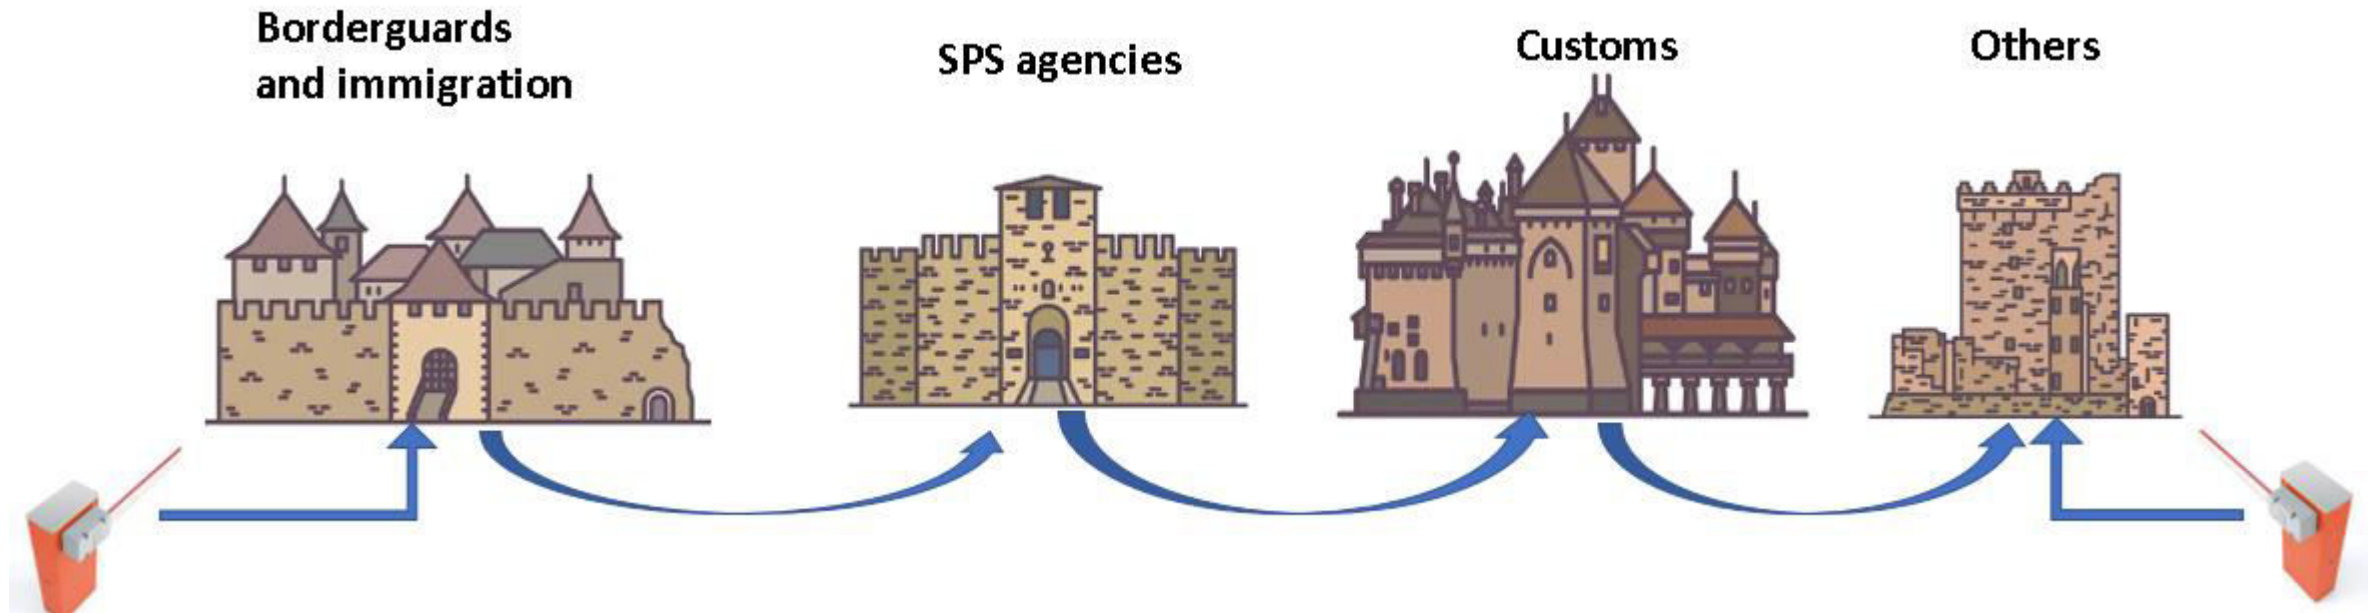 Borderguards
and immigration
SPS agencies
Customs
Others